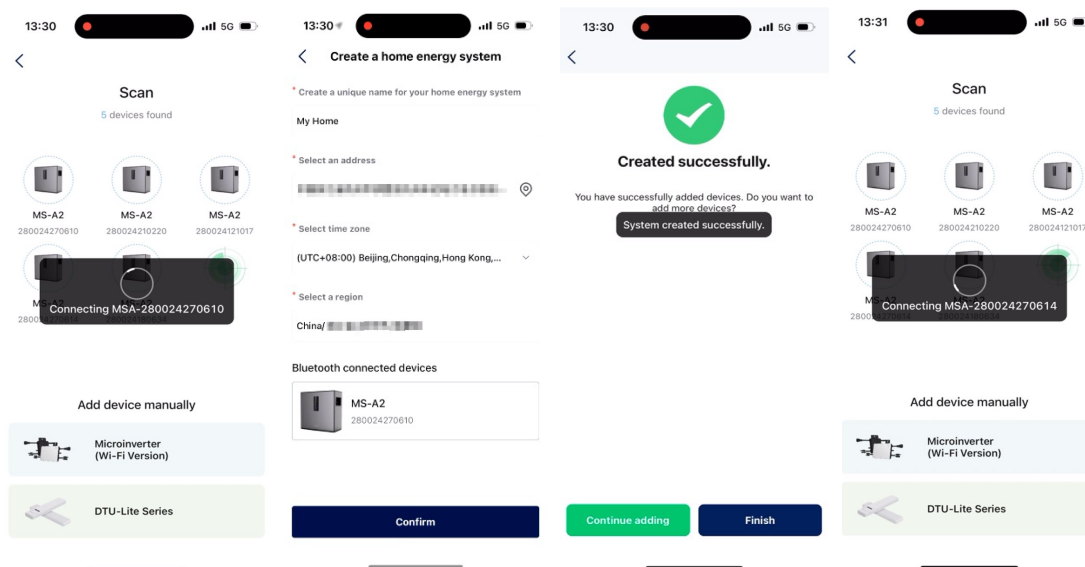 13:30
5G
Scan
5 devices found
MS-A2
MS-A2
MS-A2
280024270610
280024210220
280024121017
Connecting MSA-280024270610
280024270614
280024180634
Add device manually
Microinverter
(Wi-Fi Version)
DTU-Lite Series
13:30
5G
Create a home energy system
* Create a unique name for your home energy system
My Home
* Select an address
* Select time zone
(UTC+08:00) Beijing,Chongqing,Hong Kong,...
* Select a region
China/
Bluetooth connected devices
MS-A2
280024270610
Confirm
13:30
5G
Created successfully.
You have successfully added devices. Do you want to
add more devices?
System created successfully.
Continue adding
Finish
13:31
5G
Scan
5 devices found
MS-A2
MS-A2
MS-A2
280024270610
280024210220
280024121017
Connecting MSA-280024270614
280024270614
280024180634
Add device manually
Microinverter
(Wi-Fi Version)
DTU-Lite Series